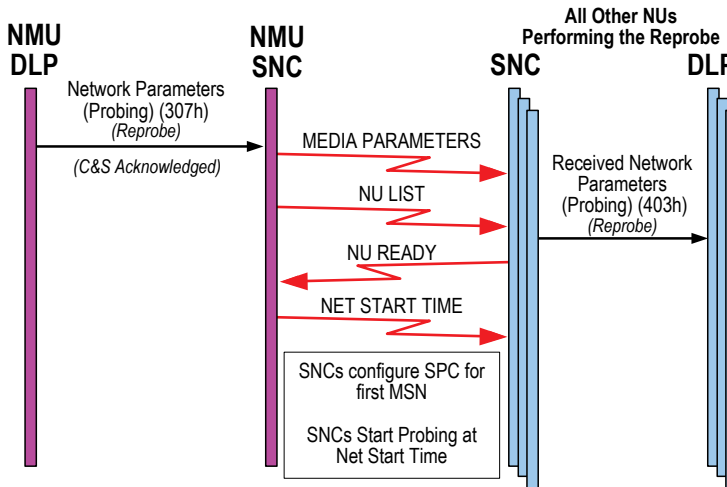 All Other NUs
Performing the Reprobe
NMU
DLP
NMU
SNC
SNC
DLP
Network Parameters
(Probing) (307h)
(Reprobe)
(C&S Acknowledged)
MEDIA PARAMETERS
NU LIST
NU READY
NET START TIME
Received Network
Parameters
(Probing) (403h)
(Reprobe)
SNCs configure SPC for
first MSN
SNCs Start Probing at
Net Start Time